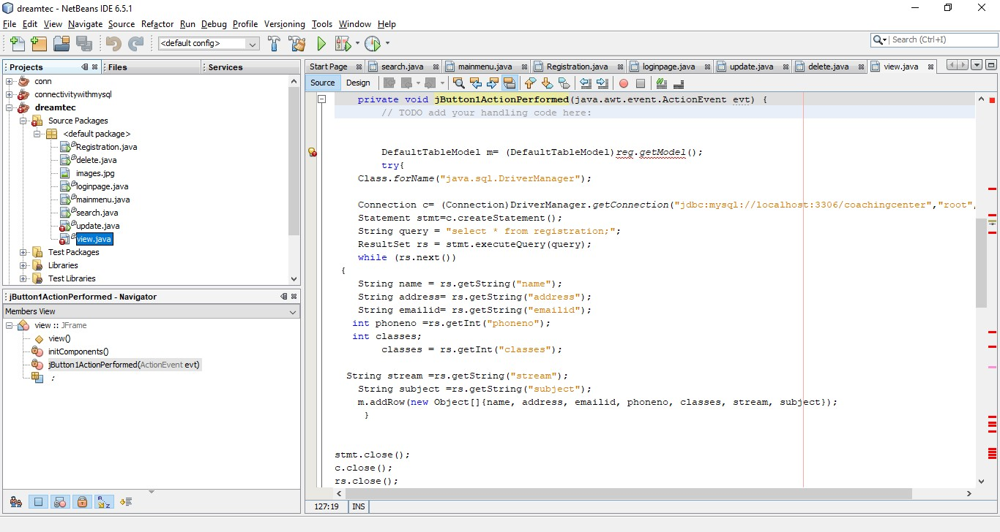 dreamtec - NetBeans IDE 6.5.1
File Edit View Navigate Source Refactor Run Debug Profile Versioning Tools Window Help
<default config>
Search (Ctrl+I)
Projects
Files
Services
conn
connectivitywithmysql
dreamtec
Source Packages
<default package>
Registration.java
delete.java
images.jpg
loginpage.java
mainmenu.java
search.java
update.java
view.java
Test Packages
Libraries
Test Libraries
jButton1ActionPerformed - Navigator
Members View
view :: JFrame
view()
initComponents()
jButton1ActionPerformed(ActionEvent evt)
:
Start Page search.java mainmenu.java Registration.java loginpage.java update.java delete.java view.java
Source Design
private void jButton1ActionPerformed(java.awt.event.ActionEvent evt) {
// TODO add your handling code here:
DefaultTableModel m= (DefaultTableModel)reg.getModel();
try{
Class.forName("java.sql.DriverManager");
Connection c= (Connection)DriverManager.getConnection("jdbc:mysql://localhost:3306/coachingcenter","root",
Statement stmt=c.createStatement();
String query = "select * from registration;";
ResultSet rs = stmt.executeQuery(query);
while (rs.next())
{
String name = rs.getString("name");
String address= rs.getString("address");
String emailid= rs.getString("emailid");
int phoneno =rs.getInt("phoneno");
int classes;
classes = rs.getInt("classes");
String stream =rs.getString("stream");
String subject =rs.getString("subject");
m.addRow(new Object[]{name, address, emailid, phoneno, classes, stream, subject});
}
stmt.close();
c.close();
rs.close();
127:19 INS